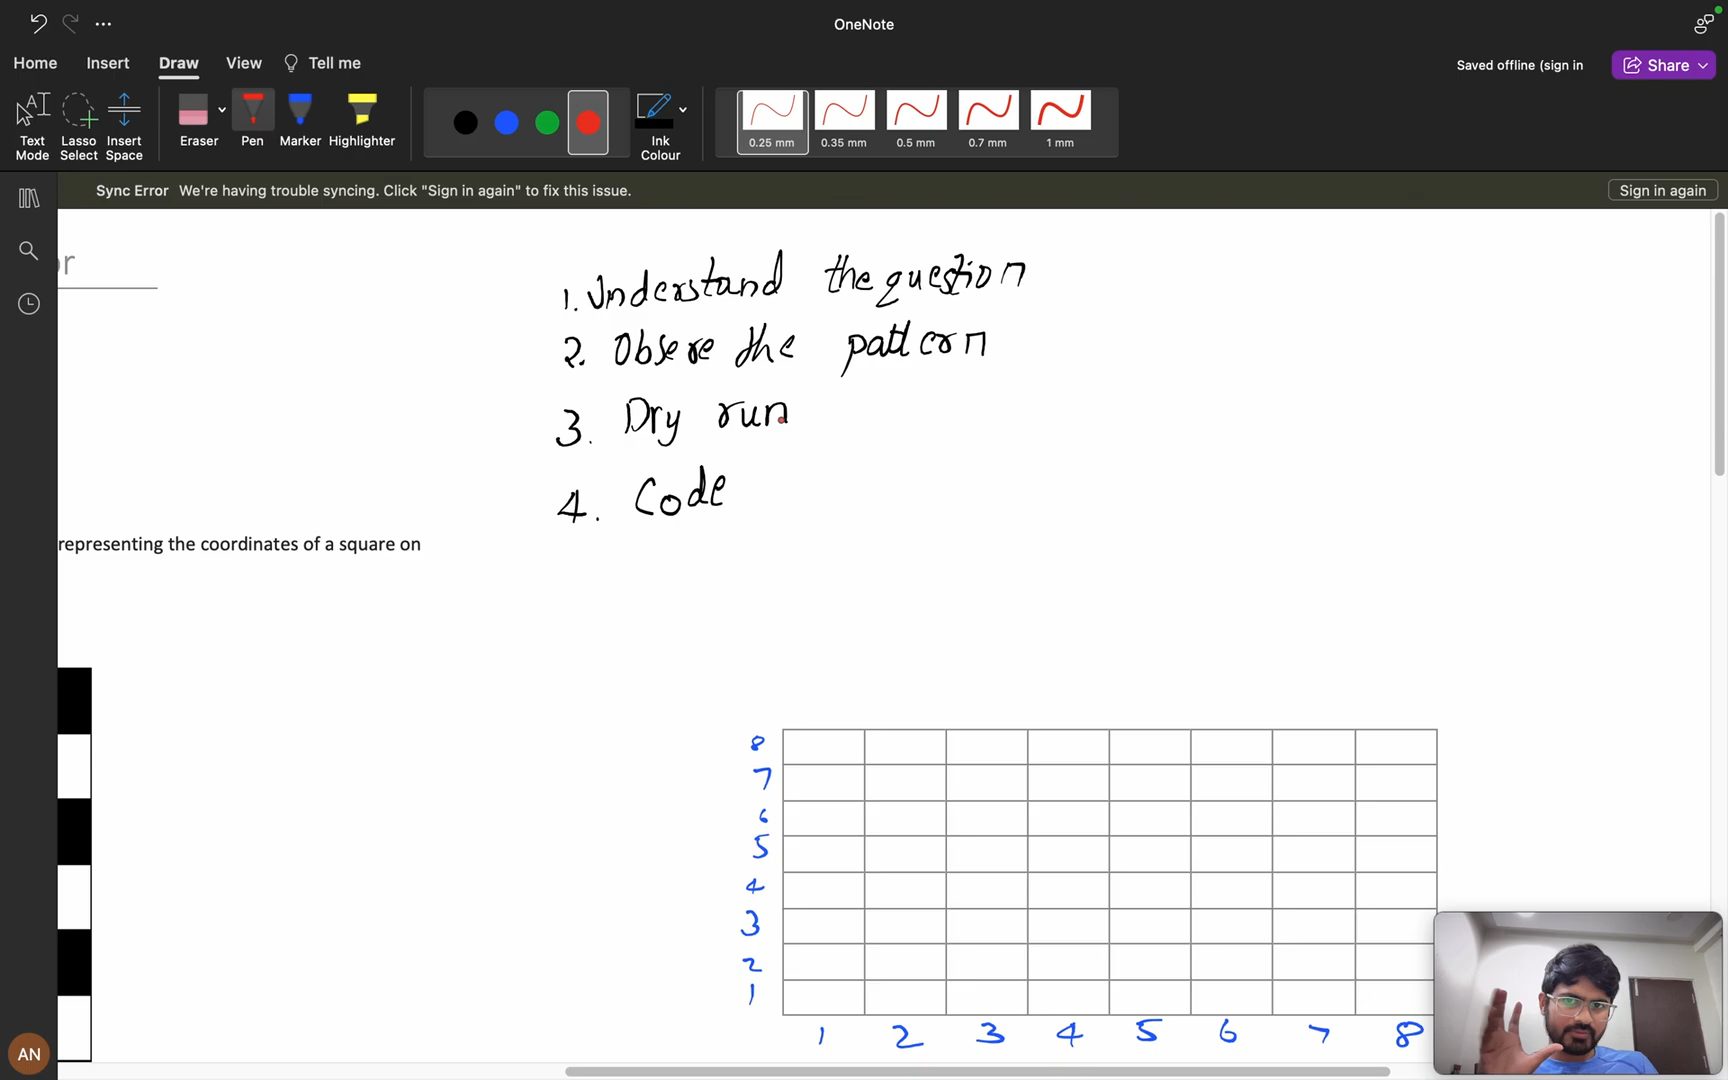 OneNote
Home Insert Draw View Tell me
Saved offline (sign in
Share
Text Mode
Lasso Select
Insert Space
Eraser
Pen
Marker
Highlighter
Ink Colour
0.25 mm
0.35 mm
0.5 mm
0.7 mm
1 mm
Sync Error We're having trouble syncing. Click "Sign in again" to fix this issue.
Sign in again
or
1. Understand the question
2. Obsere the pattern
3. Dry run
4. Code
representing the coordinates of a square on
8
7
6
5
4
3
2
1
1 2 3 4 5 6 7 8
AN